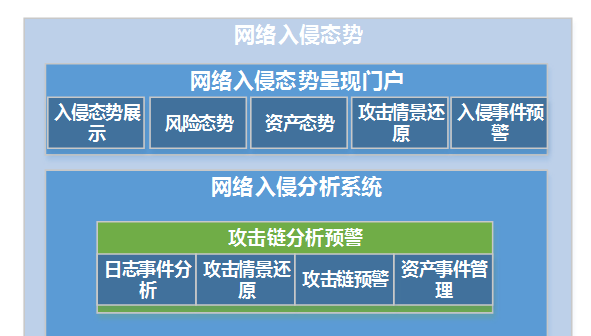 网络入侵态势
网络入侵态势呈现门户
入侵态势展
示
风险态势
资产态势
攻击情景还
原
入侵事件预
警
网络入侵分析系统
攻击链分析预警
日志事件分
析
攻击情景还
原
攻击链预警
资产事件管
理